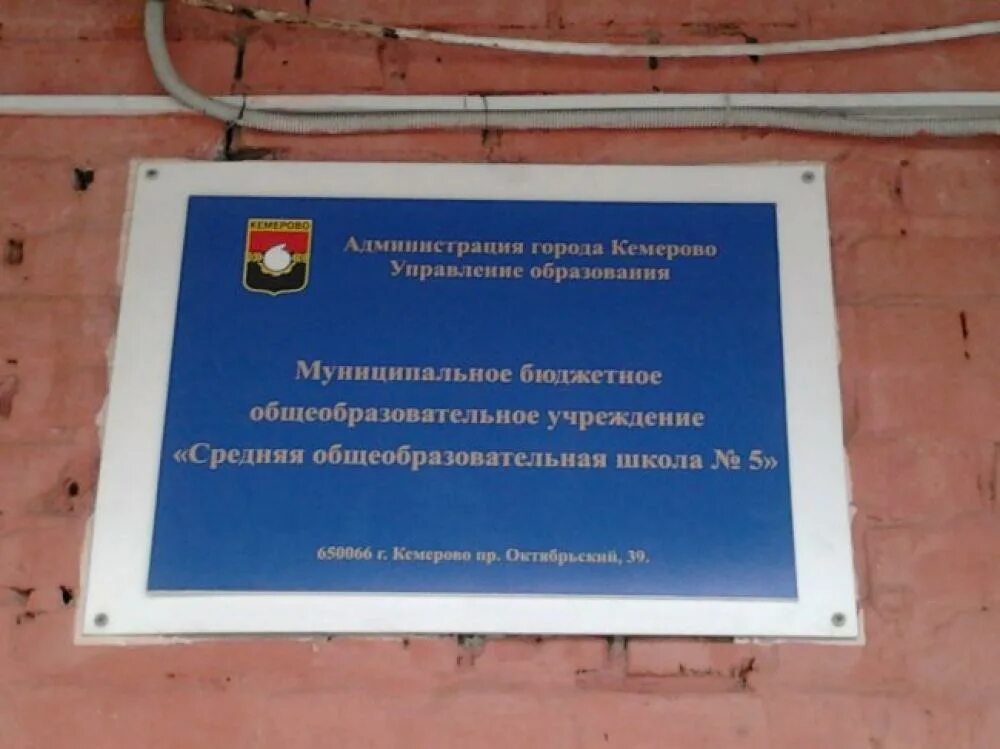 КЕМЕРОВО
Администрация города Кемерово
Управление образования
Муниципальное бюджетное
общеобразовательное учреждение
«Средняя общеобразовательная школа № 5»
650066 г. Кемерово пр. Октябрьский, 39.